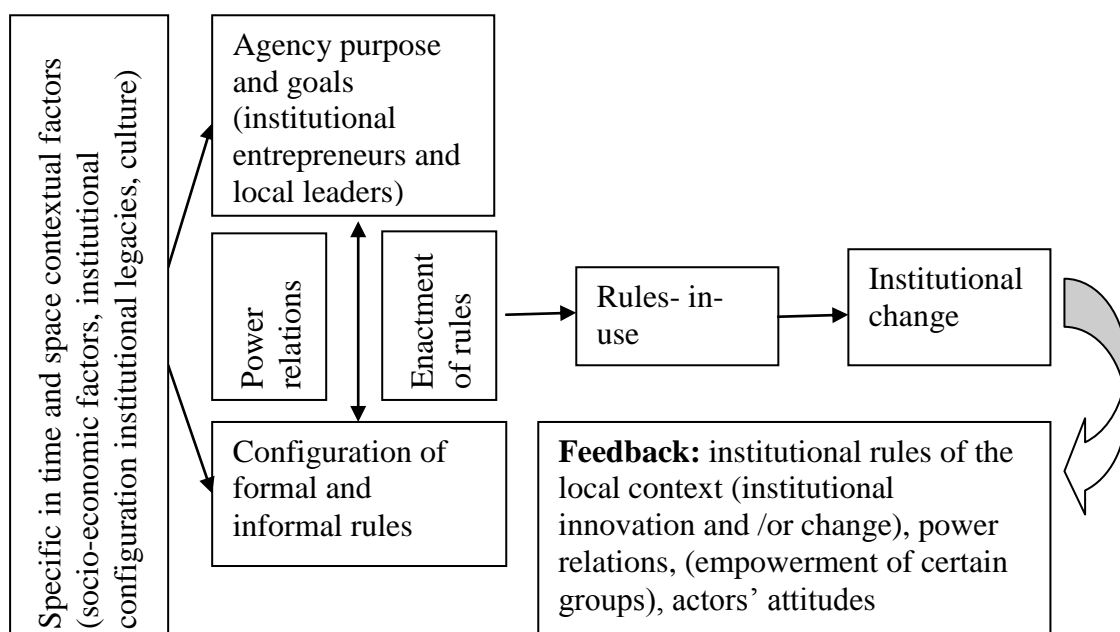 Specific in time and space contextual factors
(socio-economic factors, institutional
configuration institutional legacies, culture)
Agency purpose
and goals
(institutional
entrepreneurs and
local leaders)
Power
relations
Enactment
of rules
Configuration of
formal and
informal rules
Rules- in-
use
Institutional
change
Feedback: institutional rules of the
local context (institutional
innovation and /or change), power
relations, (empowerment of certain
groups), actors’ attitudes